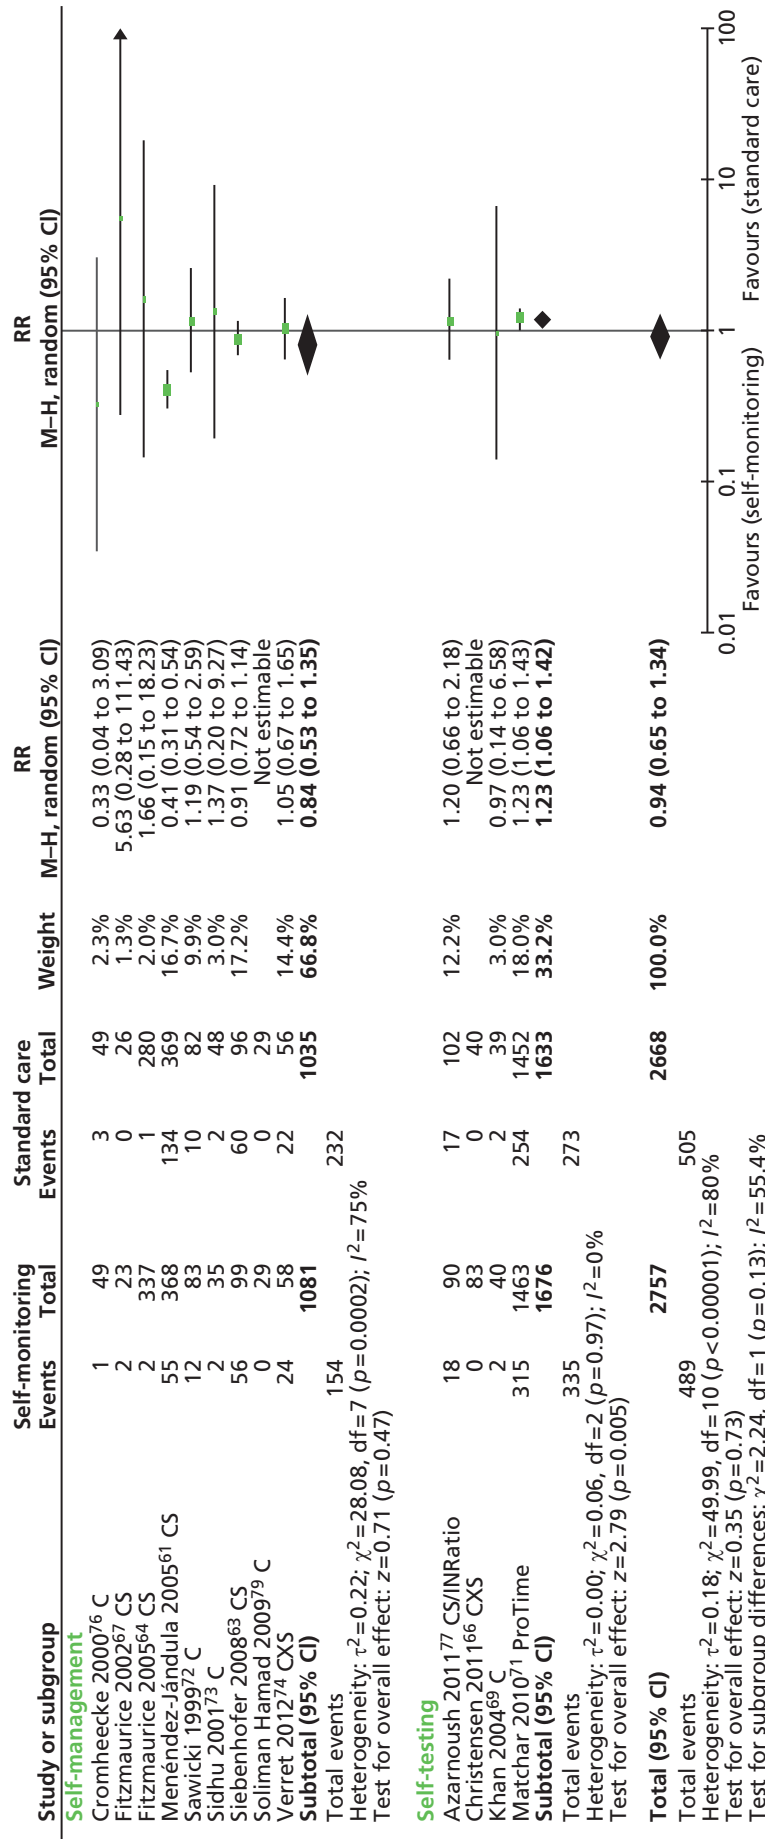 Study or subgroup Self-monitoring Events Total Standard care Events Total Weight RR M–H, random (95% CI) RR M–H, random (95% CI)
Self-management
Cromheecke 2000⁷⁶ C 1 49 3 49 2.3% 0.33 (0.04 to 3.09)
Fitzmaurice 2002⁶⁷ CS 2 23 0 26 1.3% 5.63 (0.28 to 111.43)
Fitzmaurice 2005⁶⁴ CS 2 337 1 280 2.0% 1.66 (0.15 to 18.23)
Menéndez-Jándula 2005⁶¹ CS 55 368 134 369 16.7% 0.41 (0.31 to 0.54)
Sawicki 1999⁷² C 12 83 10 82 9.9% 1.19 (0.54 to 2.59)
Sidhu 2001⁷³ C 2 35 2 48 3.0% 1.37 (0.20 to 9.27)
Siebenhofer 2008⁶³ CS 56 99 60 96 17.2% 0.91 (0.72 to 1.14)
Soliman Hamad 2009⁷⁹ C 0 29 0 29 Not estimable
Verret 2012⁷⁴ CXS 24 58 22 56 14.4% 1.05 (0.67 to 1.65)
Subtotal (95% CI) 1081 1035 66.8% 0.84 (0.53 to 1.35)
Total events 154 232
Heterogeneity: τ²=0.22; χ²=28.08, df=7 (p=0.0002); I²=75%
Test for overall effect: z=0.71 (p=0.47)
Self-testing
Azarnoush 2011⁷⁷ CS/INRatio 18 90 17 102 12.2% 1.20 (0.66 to 2.18)
Christensen 2011⁶⁶ CXS 0 83 0 40 Not estimable
Khan 2004⁶⁹ C 2 40 2 39 3.0% 0.97 (0.14 to 6.58)
Matchar 2010⁷¹ ProTime 315 1463 254 1452 18.0% 1.23 (1.06 to 1.43)
Subtotal (95% CI) 1676 1633 33.2% 1.23 (1.06 to 1.42)
Total events 335 273
Heterogeneity: τ²=0.00; χ²=0.06, df=2 (p=0.97); I²=0%
Test for overall effect: z=2.79 (p=0.005)
Total (95% CI) 2757 2668 100.0% 0.94 (0.65 to 1.34)
Total events 489 505
Heterogeneity: τ²=0.18; χ²=49.99, df=10 (p<0.00001); I²=80%
Test for overall effect: z=0.35 (p=0.73)
Test for subgroup differences: χ²=2.24, df=1 (p=0.13); I²=55.4%
0.01 0.1 1 10 100
Favours (self-monitoring) Favours (standard care)